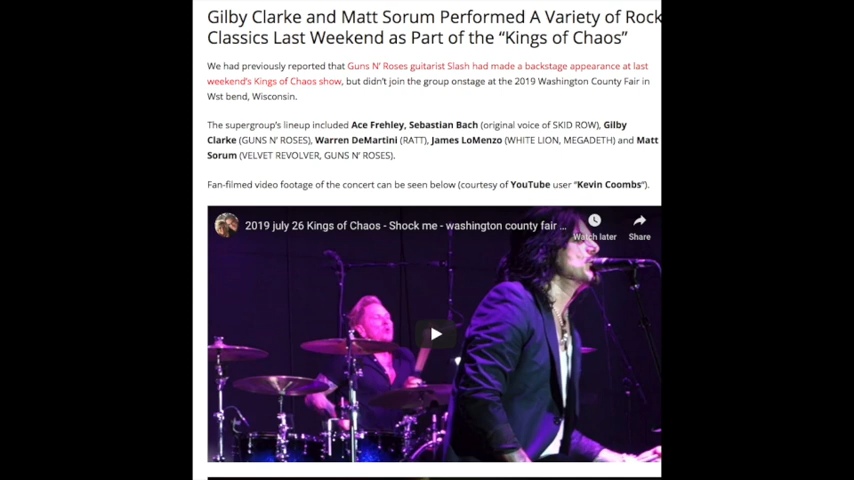 Gilby Clarke and Matt Sorum Performed A Variety of Rock
Classics Last Weekend as Part of the “Kings of Chaos”
We had previously reported that Guns N’ Roses guitarist Slash had made a backstage appearance at last
weekend’s Kings of Chaos show, but didn’t join the group onstage at the 2019 Washington County Fair in
Wst bend, Wisconsin.
The supergroup’s lineup included Ace Frehley, Sebastian Bach (original voice of SKID ROW), Gilby
Clarke (GUNS N’ ROSES), Warren DeMartini (RATT), James LoMenzo (WHITE LION, MEGADETH) and Matt
Sorum (VELVET REVOLVER, GUNS N’ ROSES).
Fan-filmed video footage of the concert can be seen below (courtesy of YouTube user “Kevin Coombs“).
2019 july 26 Kings of Chaos - Shock me - washington county fair ...
Watch later
Share